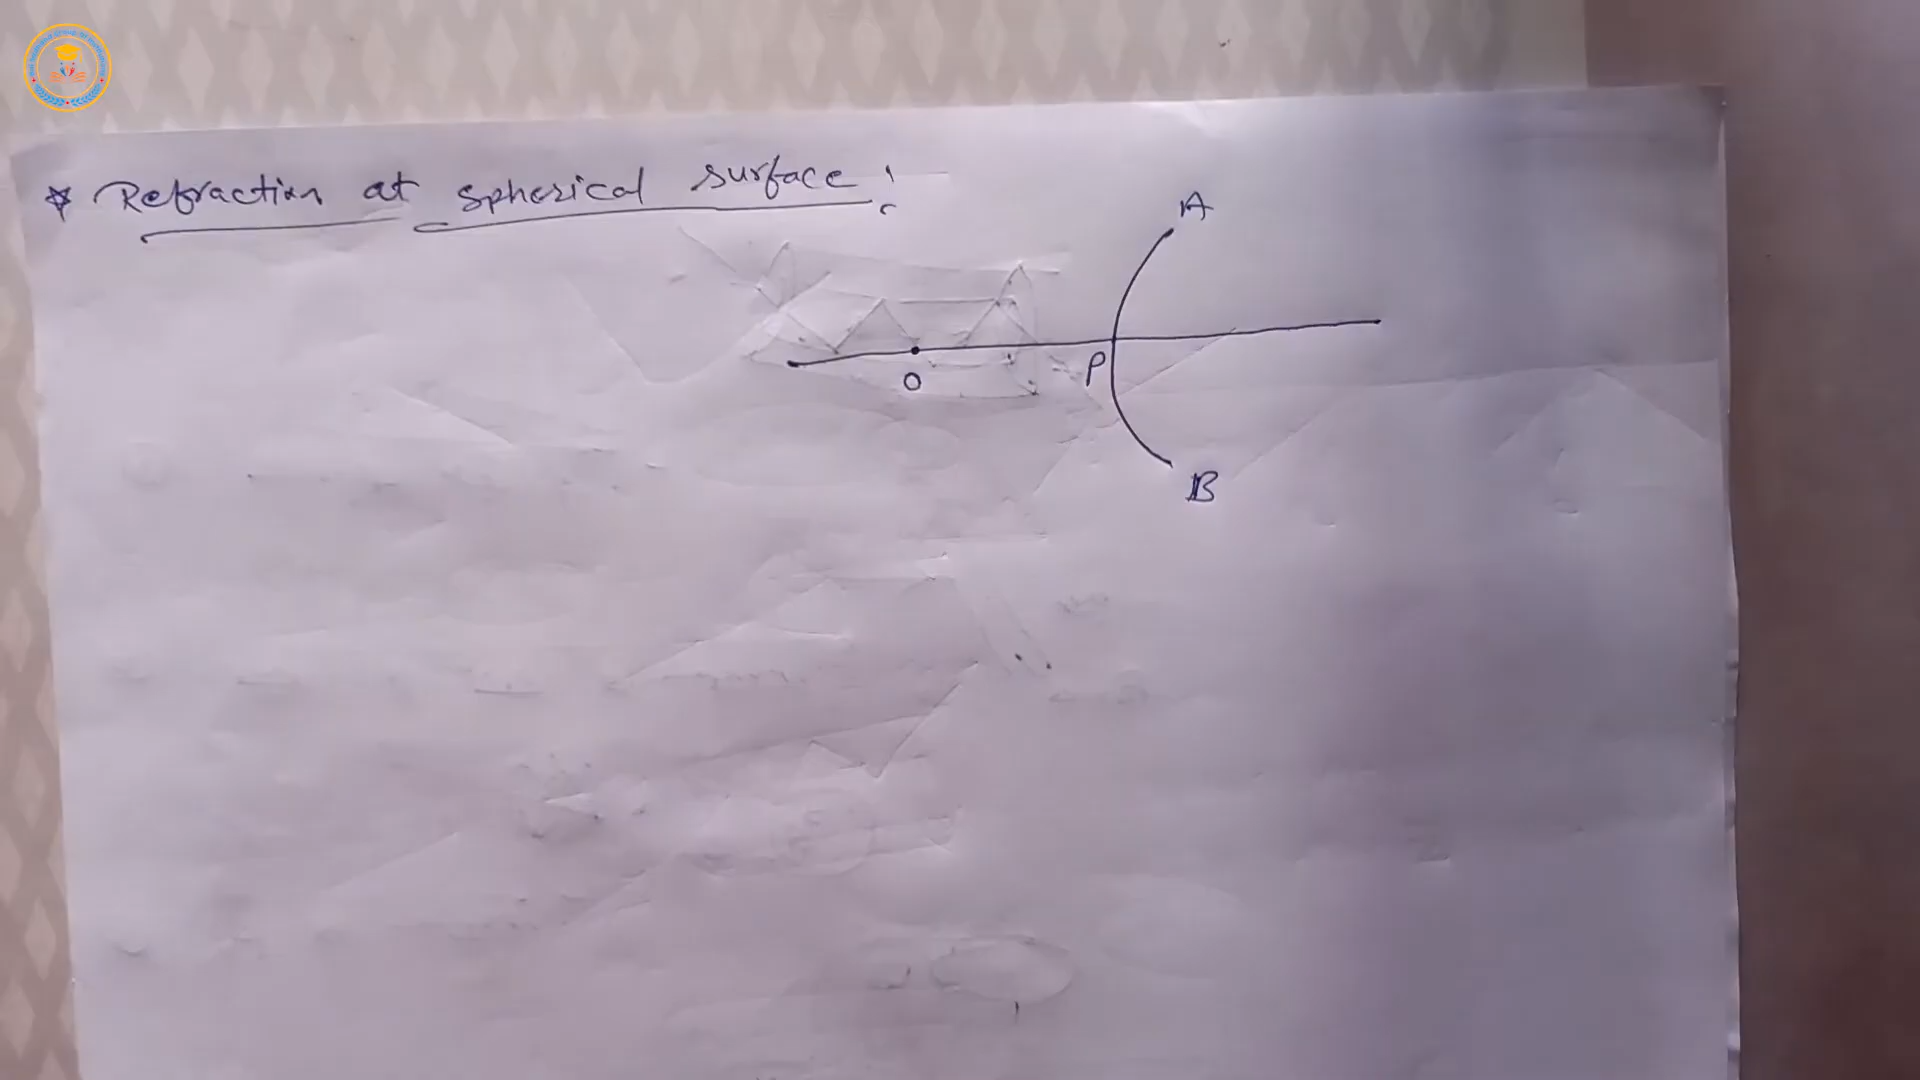 * Refraction at spherical surface :
A
O
P
B